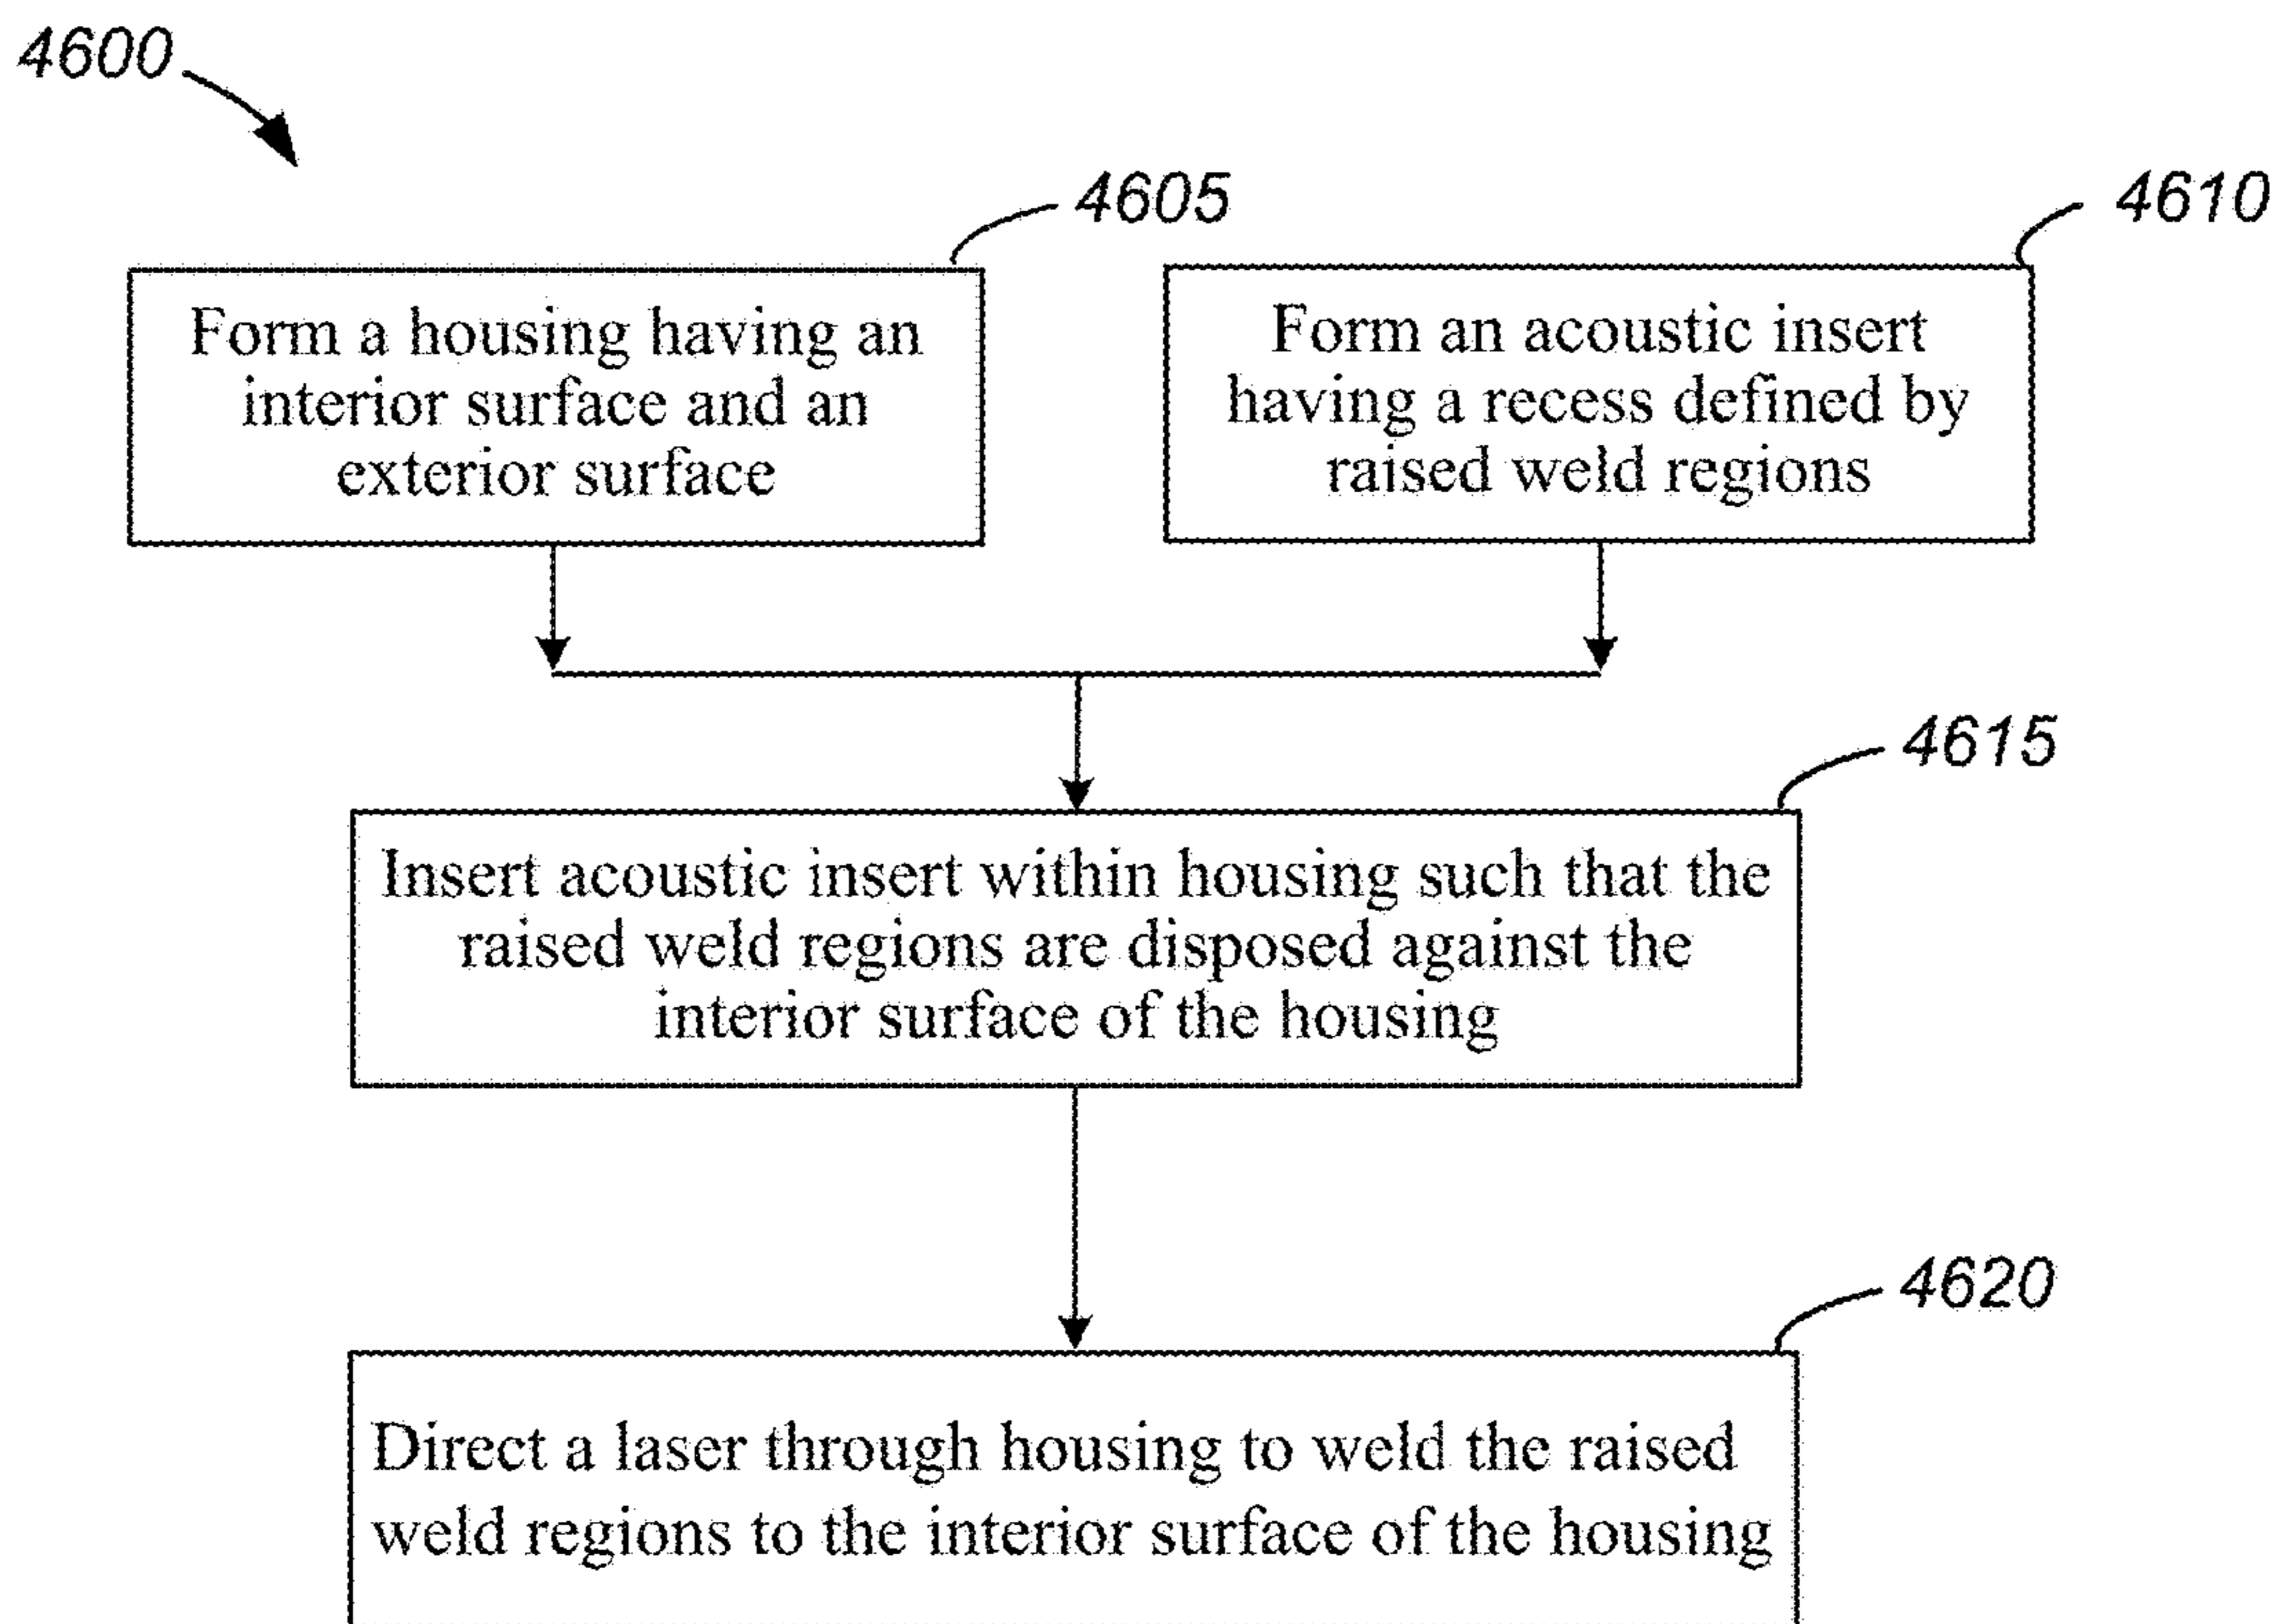 4600
4605
4610
Form a housing having an
interior surface and an
exterior surface
Form an acoustic insert
having a recess defined by
raised weld regions
4615
Insert acoustic insert within housing such that the
raised weld regions are disposed against the
interior surface of the housing
4620
Direct a laser through housing to weld the raised
weld regions to the interior surface of the housing